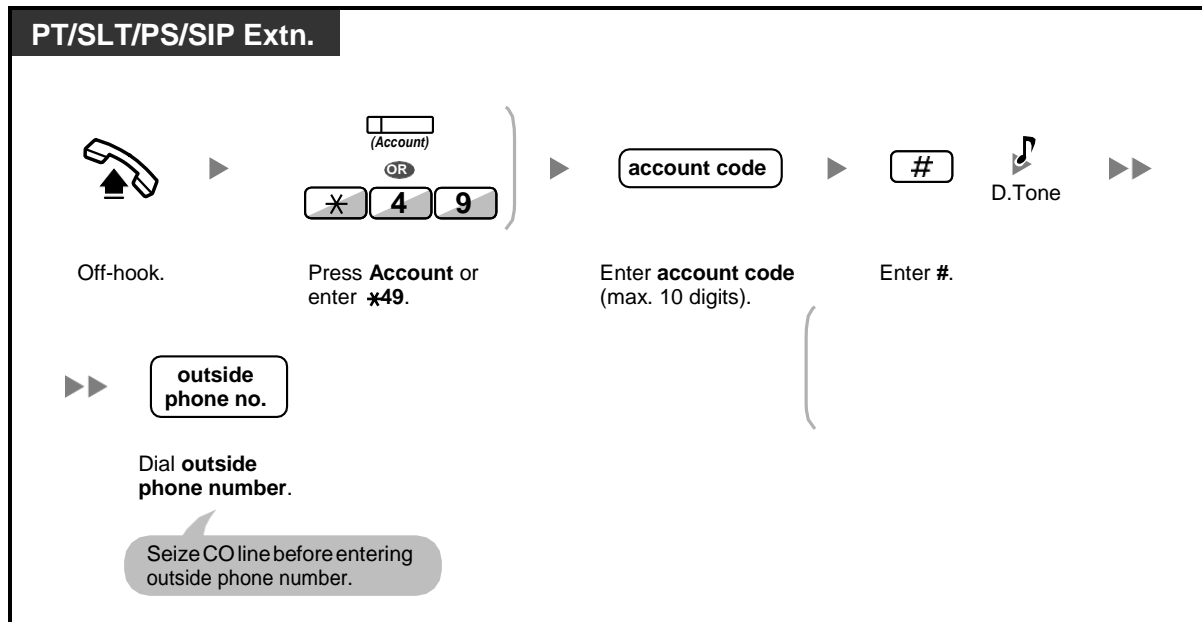 PT/SLT/PS/SIP Extn.
(Account)
OR
* 4 9
account code
#
D.Tone
Off-hook.
Press Account or
enter *49.
Enter account code
(max. 10 digits).
Enter #.
outside
phone no.
Dial outside
phone number.
Seize CO line before entering
outside phone number.